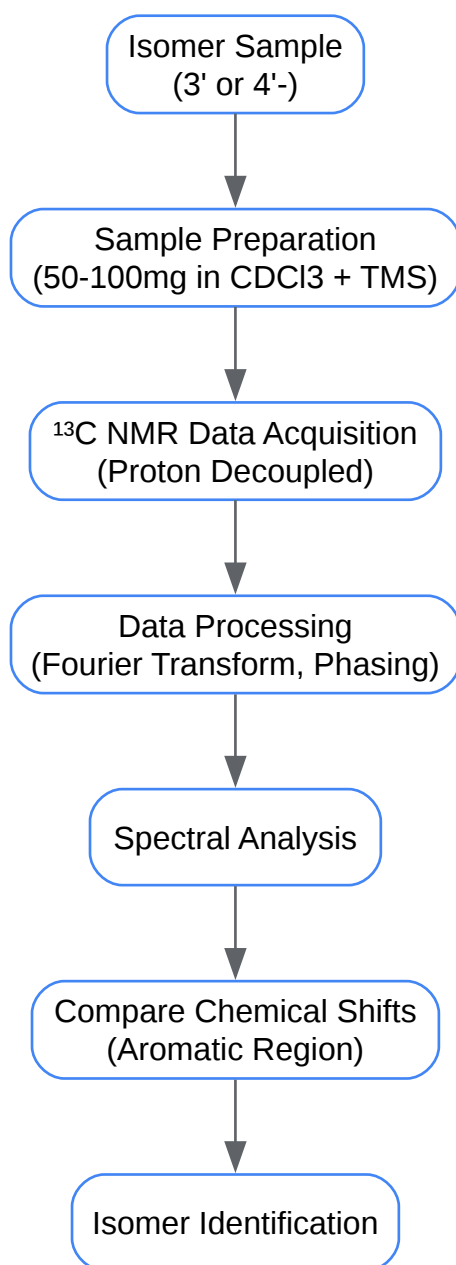 Isomer Sample
(3' or 4'-)
Sample Preparation
(50-100mg in CDCl3 + TMS)
¹³C NMR Data Acquisition
(Proton Decoupled)
Data Processing
(Fourier Transform, Phasing)
Spectral Analysis
Compare Chemical Shifts
(Aromatic Region)
Isomer Identification